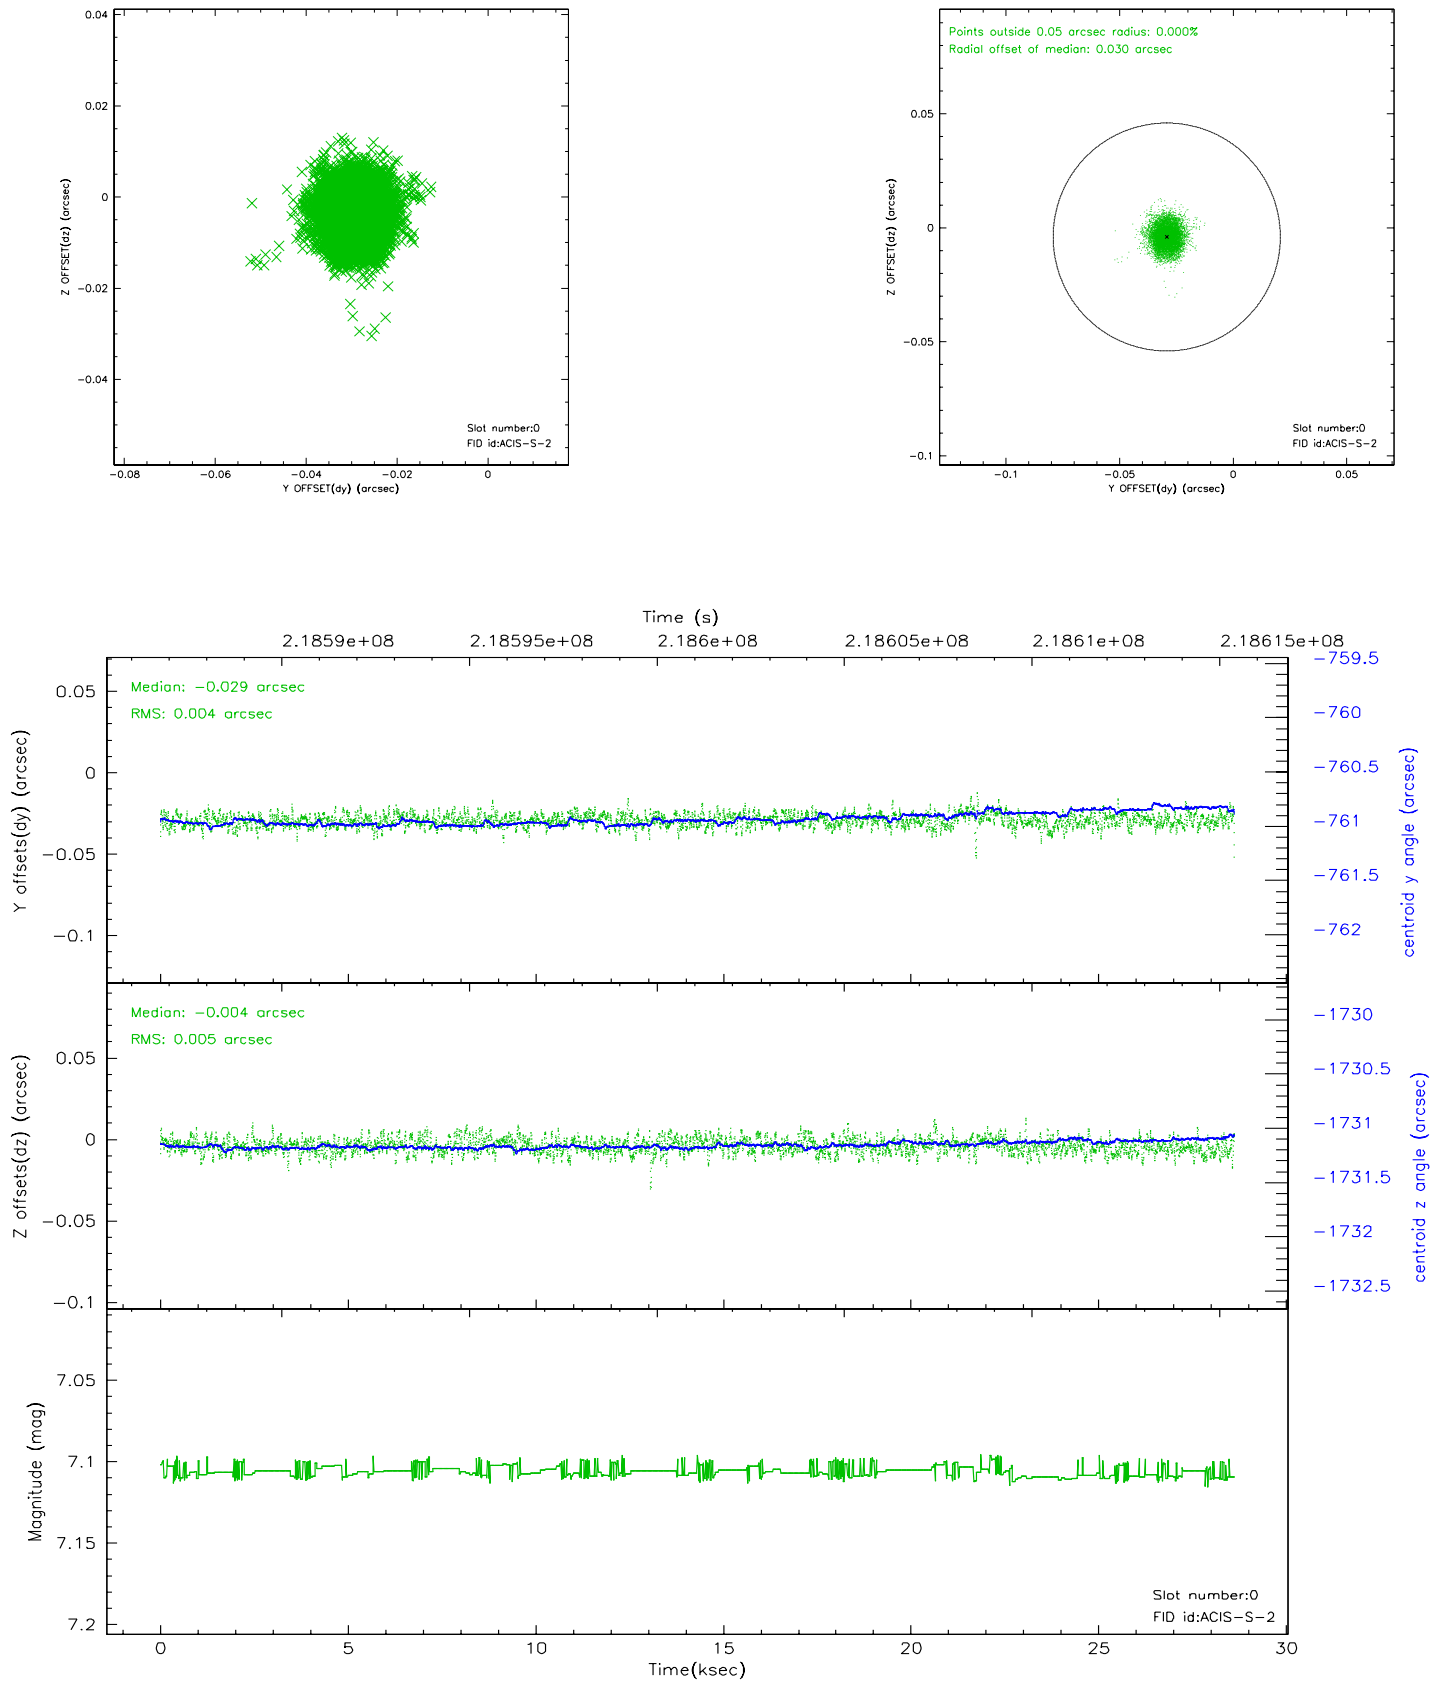 0.04
0.02
0
−0.02
−0.04
Z OFFSET(dz) (arcsec)
Slot number:0
FID id:ACIS−S−2
−0.08 −0.06 −0.04 −0.02 0
Y OFFSET(dy) (arcsec)
Points outside 0.05 arcsec radius: 0.000%
Radial offset of median: 0.030 arcsec
0.05
0
−0.05
−0.1
Z OFFSET(dz) (arcsec)
Slot number:0
FID id:ACIS−S−2
−0.1 −0.05 0 0.05
Y OFFSET(dy) (arcsec)
Time (s)
2.1859e+08 2.18595e+08 2.186e+08 2.18605e+08 2.1861e+08 2.18615e+08
Median: −0.029 arcsec
RMS: 0.004 arcsec
0.05
0
−0.05
−0.1
Y offsets(dy) (arcsec)
−759.5
−760
−760.5
−761
−761.5
−762
centroid y angle (arcsec)
Median: −0.004 arcsec
RMS: 0.005 arcsec
0.05
0
−0.05
−0.1
Z offsets(dz) (arcsec)
−1730
−1730.5
−1731
−1731.5
−1732
−1732.5
centroid z angle (arcsec)
7.05
7.1
7.15
7.2
Magnitude (mag)
Slot number:0
FID id:ACIS−S−2
0 5 10 15 20 25 30
Time(ksec)